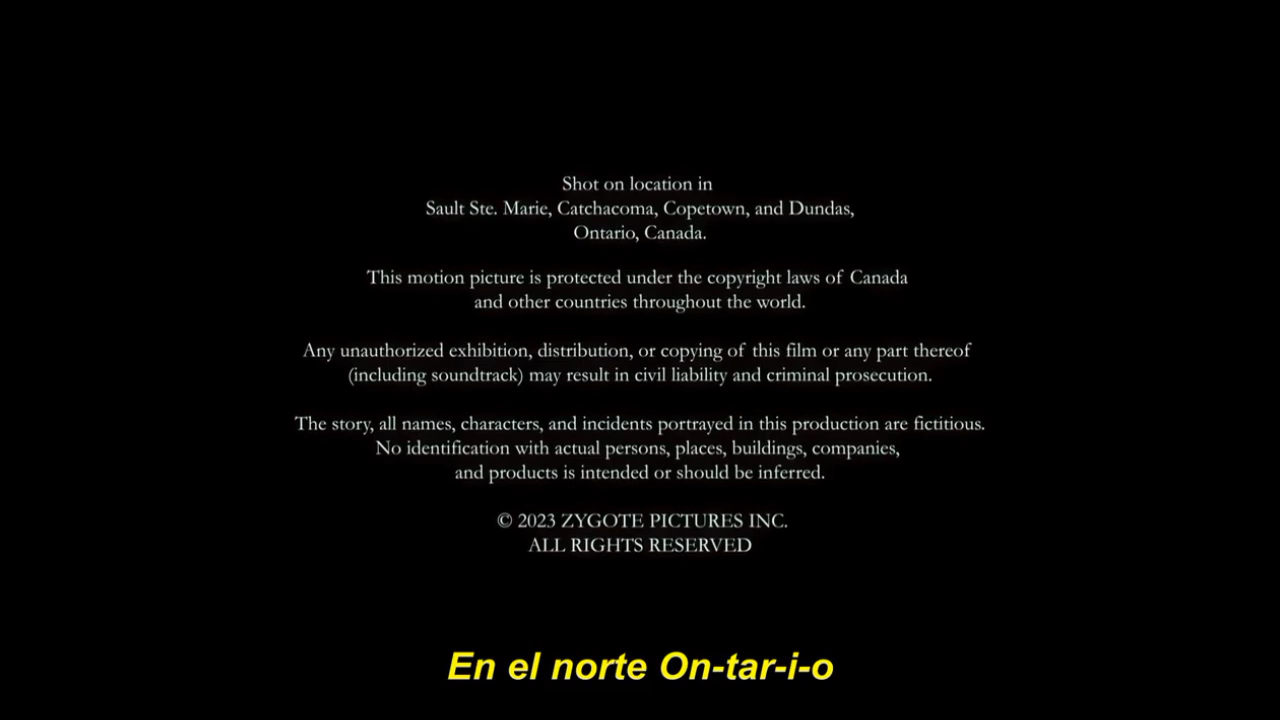 Shot on location in
Sault Ste. Marie, Catchacoma, Copetown, and Dundas,
Ontario, Canada.
This motion picture is protected under the copyright laws of Canada
and other countries throughout the world.
Any unauthorized exhibition, distribution, or copying of this film or any part thereof
(including soundtrack) may result in civil liability and criminal prosecution.
The story, all names, characters, and incidents portrayed in this production are fictitious.
No identification with actual persons, places, buildings, companies,
and products is intended or should be inferred.
© 2023 ZYGOTE PICTURES INC.
ALL RIGHTS RESERVED
En el norte On-tar-i-o